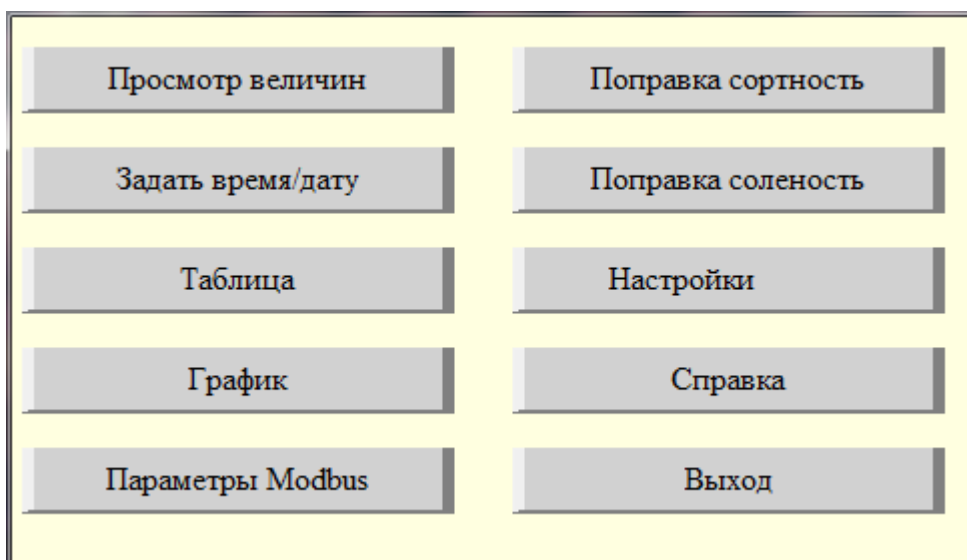 Просмотр величин
Поправка сортность
Задать время/дату
Поправка соленость
Таблица
Настройки
График
Справка
Параметры Modbus
Выход